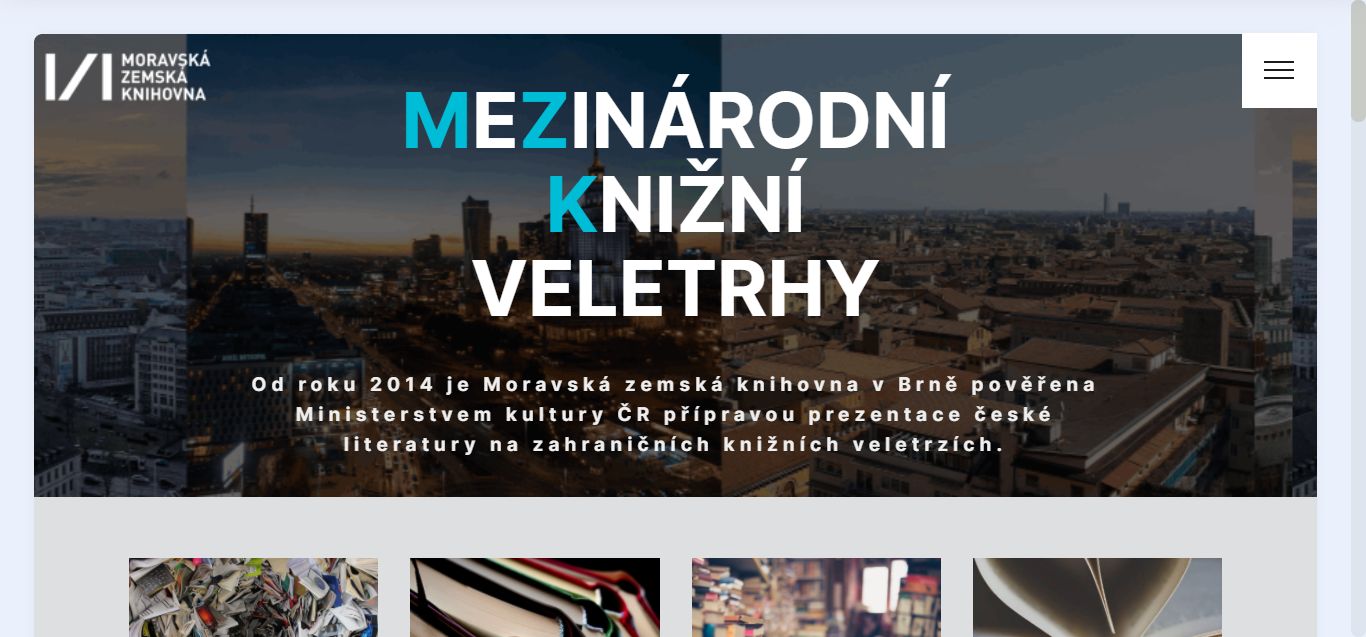 MORAVSKÁ
ZEMSKÁ
KNIHOVNA
MEZINÁRODNÍ
KNIŽNÍ
VELETRHY
Od roku 2014 je Moravská zemská knihovna v Brně pověřena
Ministerstvem kultury ČR přípravou prezentace české
literatury na zahraničních knižních veletrzích.